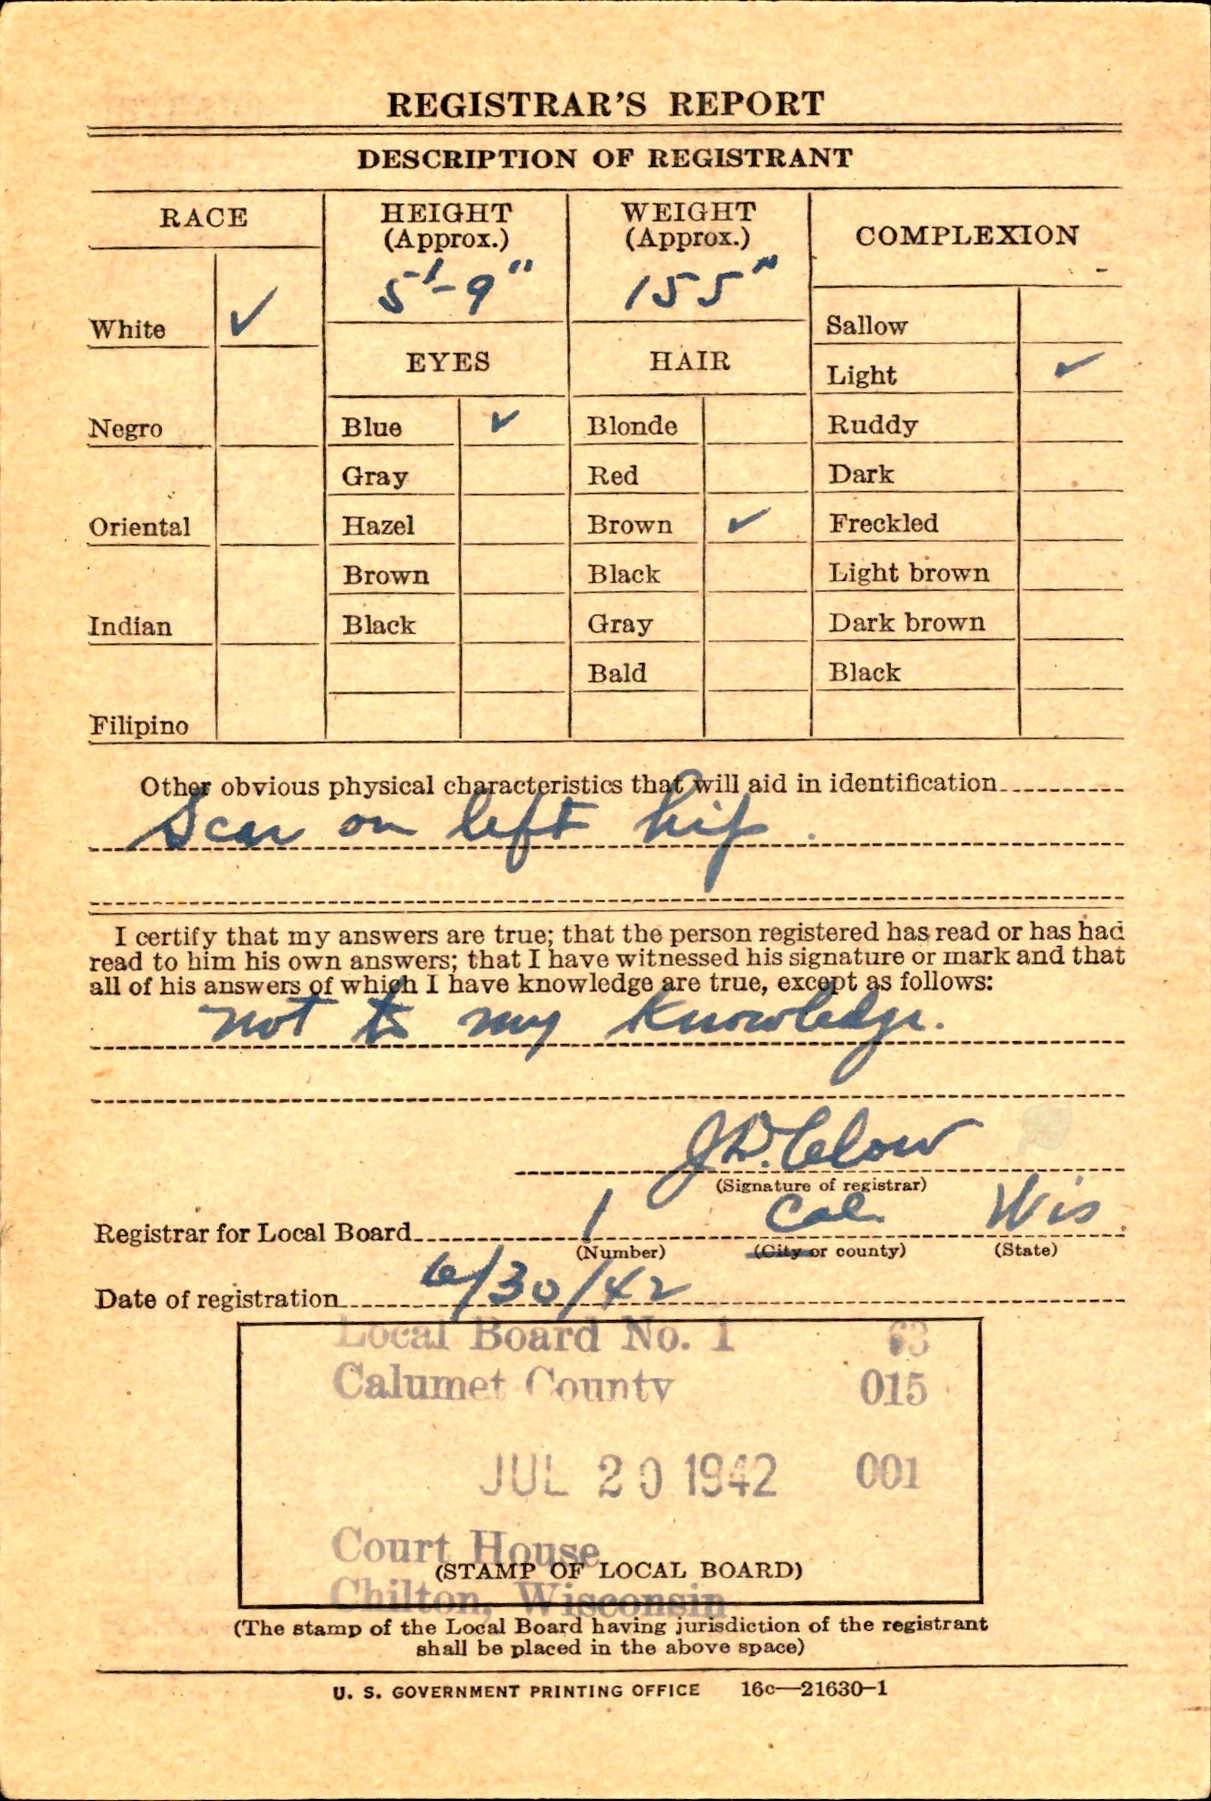 REGISTRAR'S REPORT
DESCRIPTION OF REGISTRANT
RACE
HEIGHT
(Approx.)
5'-9"
WEIGHT
(Approx.)
155"
COMPLEXION
White ✓
Negro
Oriental
Indian
Filipino
EYES
Blue ✓
Gray
Hazel
Brown
Black
HAIR
Blonde
Red
Brown ✓
Black
Gray
Bald
Sallow
Light ✓
Ruddy
Dark
Freckled
Light brown
Dark brown
Black
Other obvious physical characteristics that will aid in identification
Scar on left hip.
I certify that my answers are true; that the person registered has read or has had
read to him his own answers; that I have witnessed his signature or mark and that
all of his answers of which I have knowledge are true, except as follows:
not to my knowledge.
J.D. Clow
(Signature of registrar)
Registrar for Local Board 1 Cal. Wis.
(Number) (City or county) (State)
Date of registration 6/30/42
Local Board No. 1 63
Calumet County 015
JUL 20 1942 001
Court House
(STAMP OF LOCAL BOARD)
Chilton, Wisconsin
(The stamp of the Local Board having jurisdiction of the registrant
shall be placed in the above space)
U. S. GOVERNMENT PRINTING OFFICE 16c—21630-1